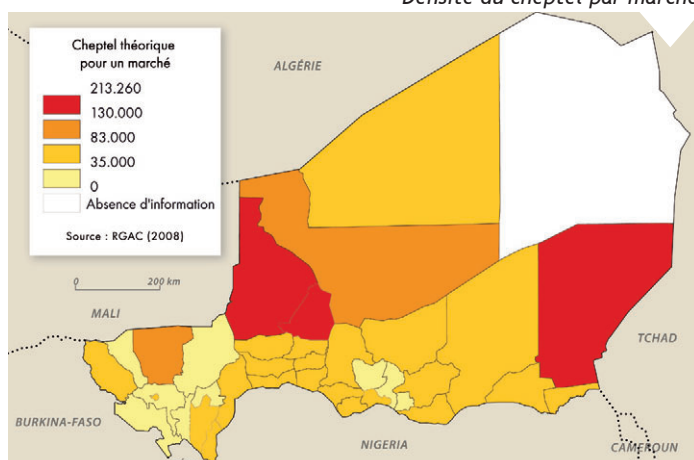 Densité du cheptel par marché
Cheptel théorique
pour un marché
213.260
130.000
83.000
35.000
0
Absence d'information
Source : RGAC (2008)
0 200 km
ALGÉRIE
MALI
TCHAD
BURKINA-FASO
NIGERIA
CAMEROUN